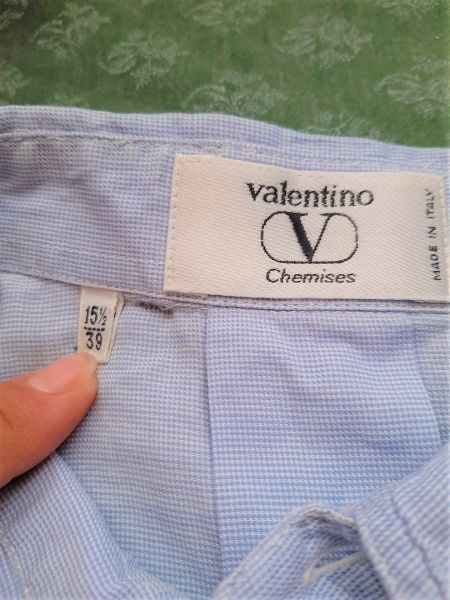 Valentino
V
Chemises
MADE IN ITALY
15½
39